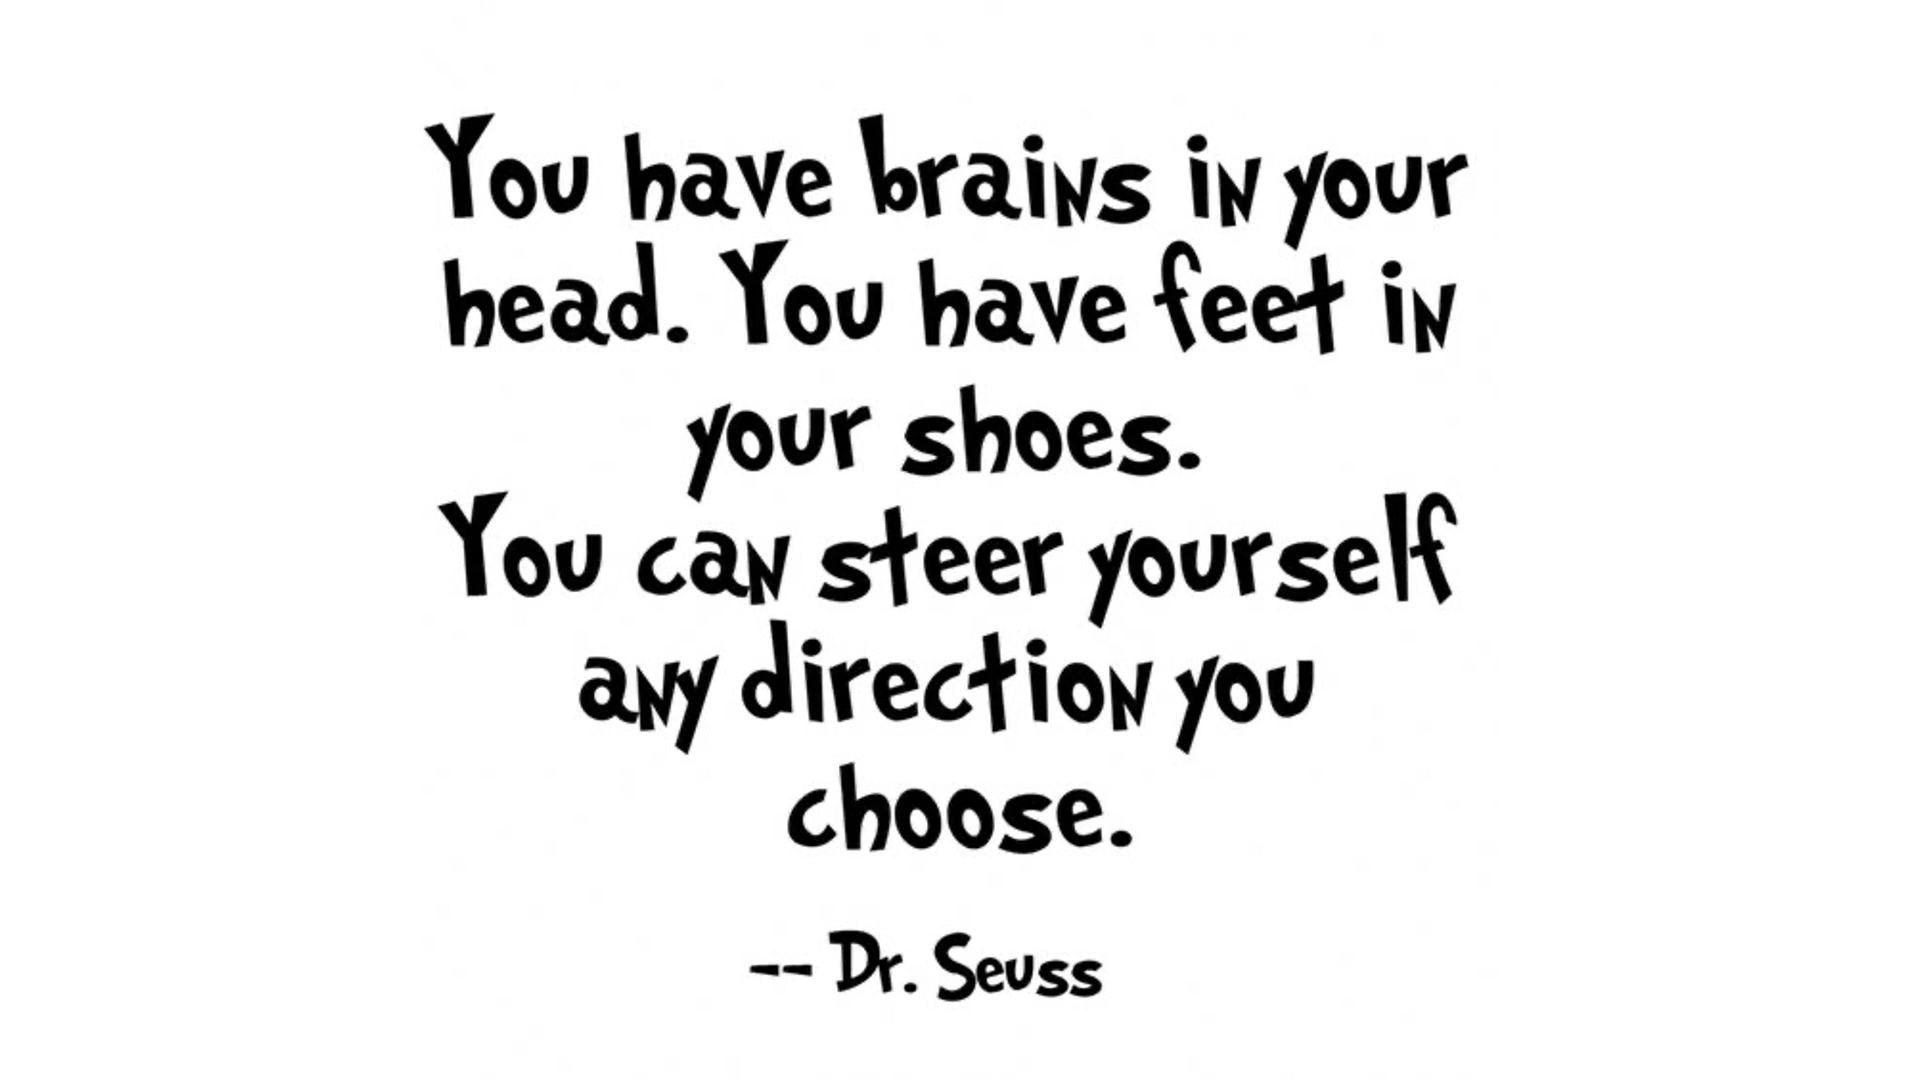 You have brains in your
head. You have feet in
your shoes.
You can steer yourself
any direction you
choose.
-- Dr. Seuss